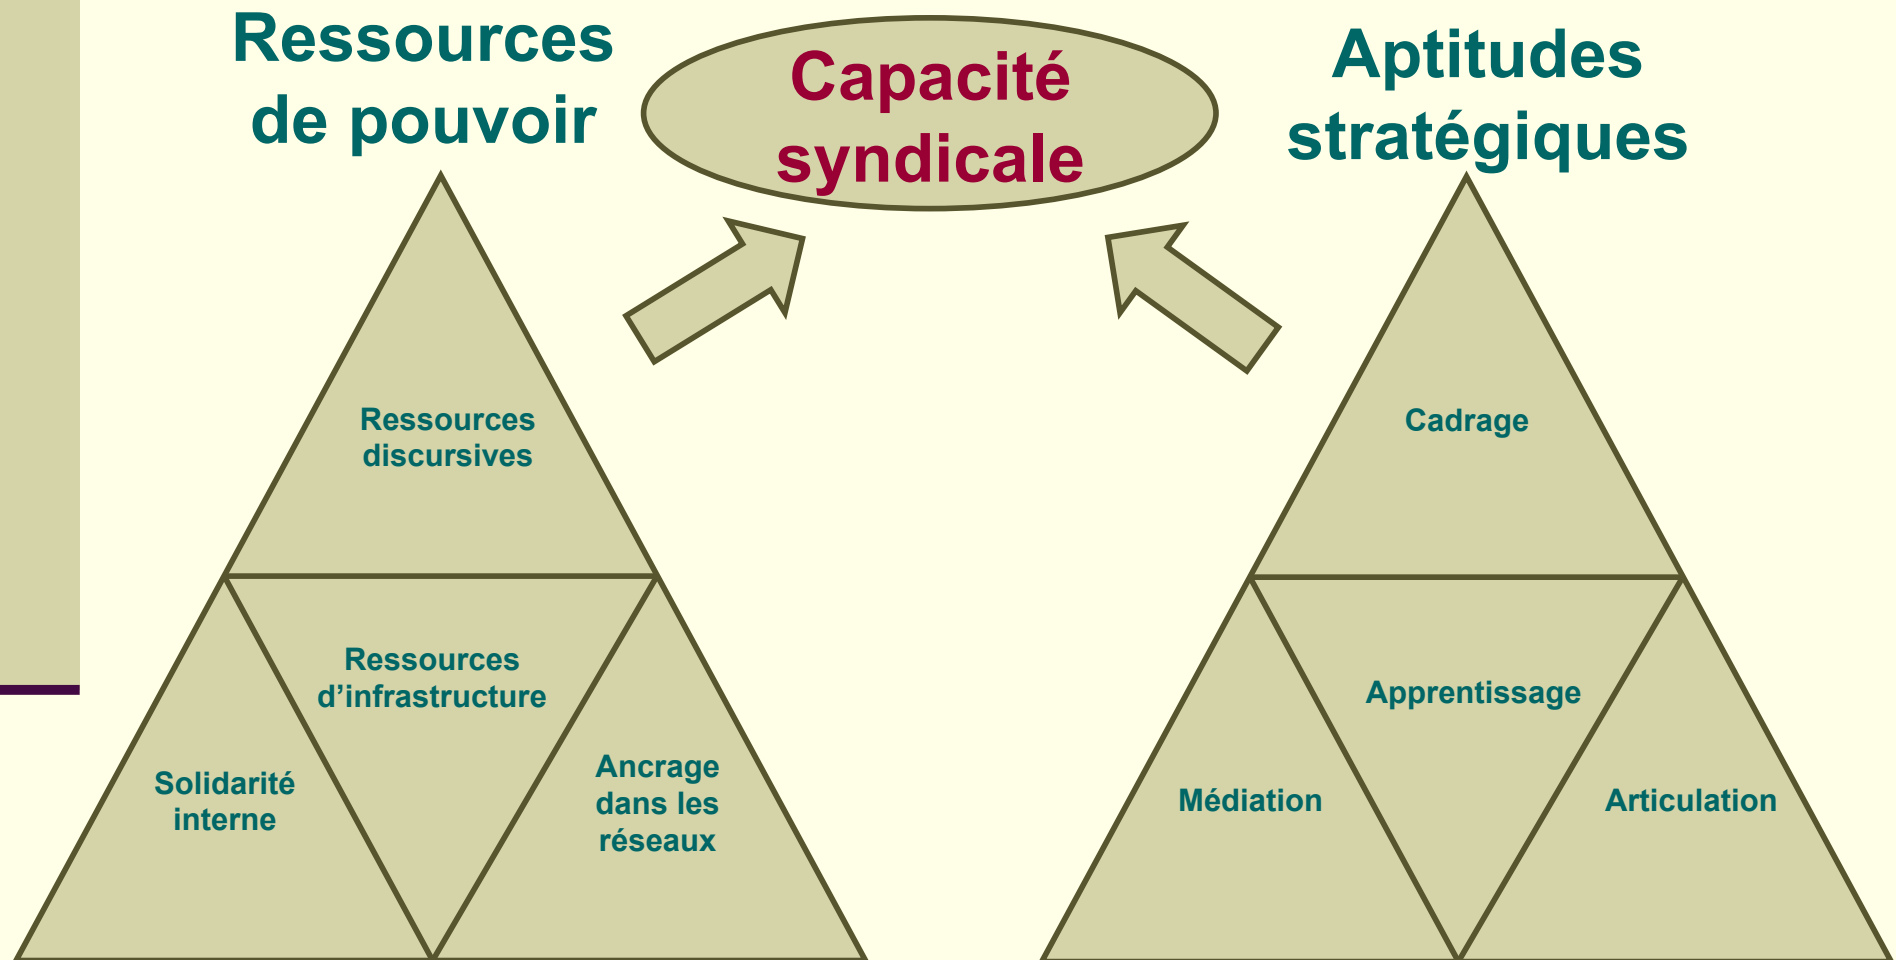 Ressources
de pouvoir
Capacité
syndicale
Aptitudes
stratégiques
Ressources
discursives
Ressources
d’infrastructure
Solidarité
interne
Ancrage
dans les
réseaux
Cadrage
Apprentissage
Médiation
Articulation